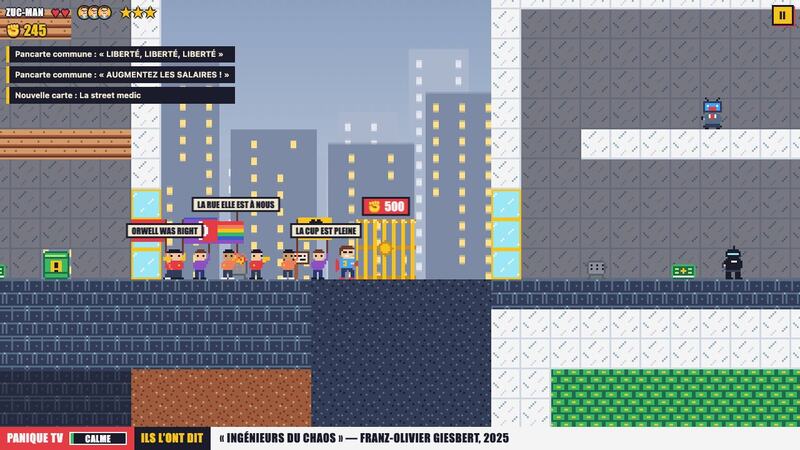 ZUC-MAN
245
Pancarte commune : « LIBERTÉ, LIBERTÉ, LIBERTÉ »
Pancarte commune : « AUGMENTEZ LES SALAIRES ! »
Nouvelle carte : La street medic
LA RUE ELLE EST À NOUS
500
ORWELL WAS RIGHT
LA CUP EST PLEINE
PANIQUE TV
CALME
ILS L'ONT DIT
« INGÉNIEURS DU CHAOS » — FRANZ-OLIVIER GIESBERT, 2025